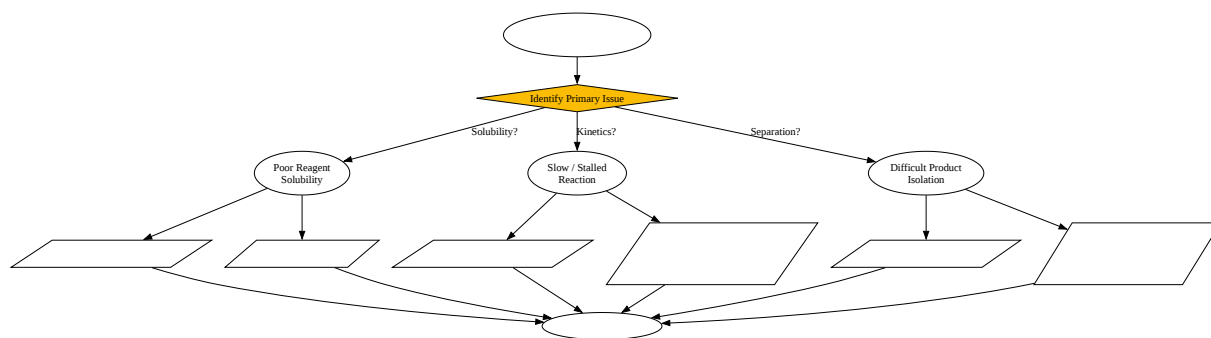 Identify Primary Issue
Solubility?
Kinetics?
Separation?
Poor Reagent
Solubility
Slow / Stalled
Reaction
Difficult Product
Isolation